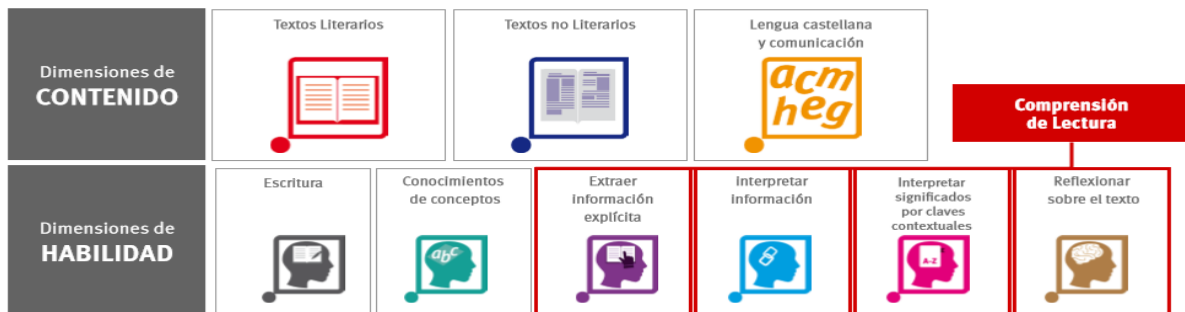 Dimensiones de
CONTENIDO
Textos Literarios
Textos no Literarios
Lengua castellana
y comunicación
acm
heg
Comprensión
de Lectura
Dimensiones de
HABILIDAD
Escritura
Conocimientos
de conceptos
abc
Extraer
información
explícita
Interpretar
información
Interpretar
significados
por claves
contextuales
A-Z
Reflexionar
sobre el texto